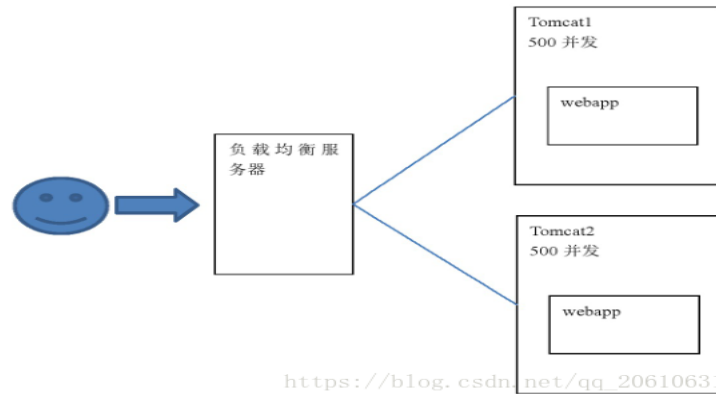 Tomcat1
500 并发
webapp
负载均衡服
务器
Tomcat2
500 并发
webapp
https://blog.csdn.net/qq_2061063